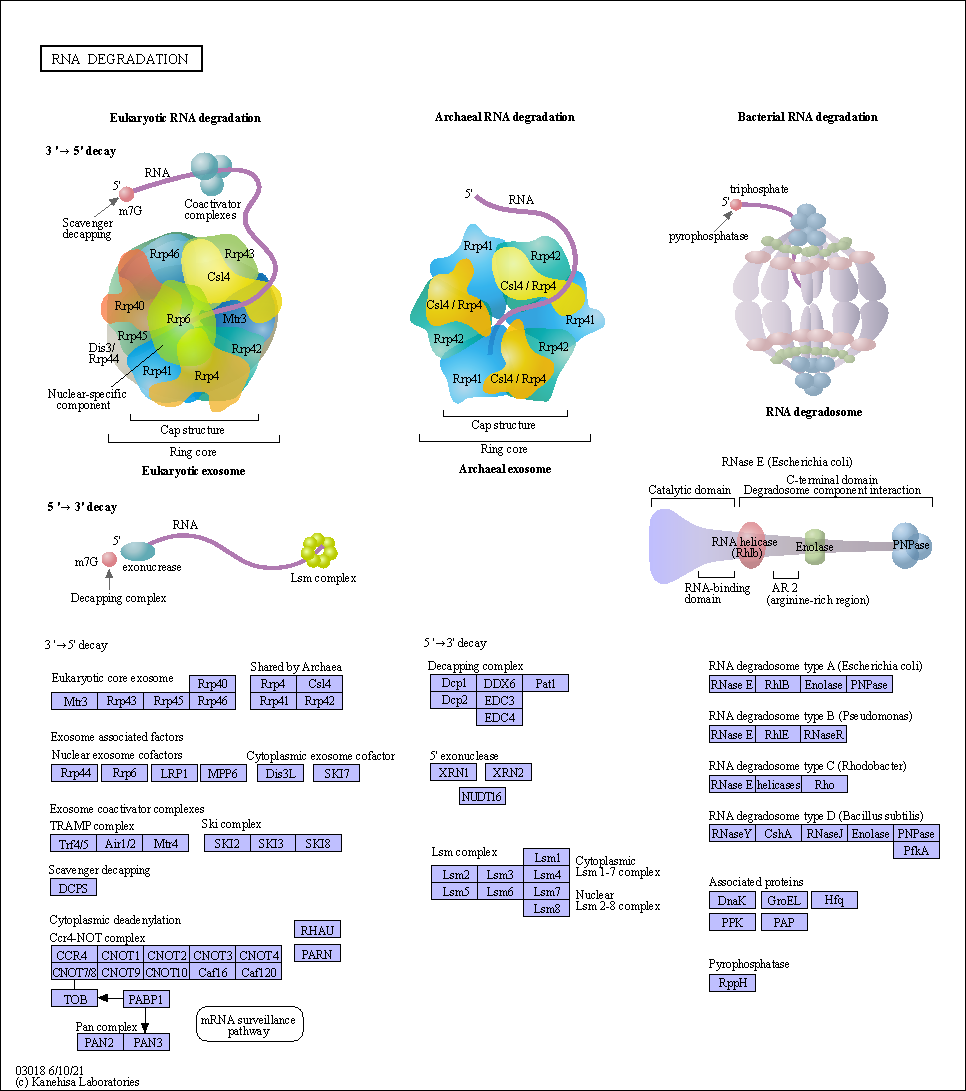 RNA DEGRADATION
Eukaryotic RNA degradation
3 '→ 5' decay
RNA
5'
m7G
Scavenger
decapping
Coactivator
complexes
Rrp46
Rrp43
Csl4
Rrp40
Rrp6
Mtr3
Rrp45
Dis3/
Rrp44
Rrp42
Rrp41
Rrp4
Nuclear-specific
component
Cap structure
Ring core
Eukaryotic exosome
Archaeal RNA degradation
5'
RNA
Rrp41
Rrp42
Csl4 / Rrp4
Csl4 / Rrp4
Rrp41
Rrp42
Rrp42
Rrp41
Csl4 / Rrp4
Cap structure
Ring core
Archaeal exosome
Bacterial RNA degradation
triphosphate
5'
pyrophosphatase
RNA degradosome
5 '→ 3' decay
RNA
5'
m7G
exonucrease
Lsm complex
Decapping complex
RNase E (Escherichia coli)
C-terminal domain
Catalytic domain
Degradosome component interaction
RNA helicase
(Rhlb)
Enolase
PNPase
RNA-binding
domain
AR 2
(arginine-rich region)
3 '→5' decay
Eukaryotic core exosome
Rrp40
Mtr3 Rrp43 Rrp45 Rrp46
Shared by Archaea
Rrp4 Csl4
Rrp41 Rrp42
Exosome associated factors
Nuclear exosome cofactors
Rrp44 Rrp6 LRP1 MPP6
Cytoplasmic exosome cofactor
Dis3L SKI7
Exosome coactivator complexes
TRAMP complex
Trf4/5 Air1/2 Mtr4
Ski complex
SKI2 SKI3 SKI8
Scavenger decapping
DCPS
Cytoplasmic deadenylation
Ccr4-NOT complex
CCR4 CNOT1 CNOT2 CNOT3 CNOT4
CNOT7/8 CNOT9 CNOT10 Caf16 Caf120
RHAU
PARN
TOB
PABP1
Pan complex
PAN2 PAN3
mRNA surveillance
pathway
5 '→3' decay
Decapping complex
Dcp1 DDX6 Pat1
Dcp2 EDC3
EDC4
5' exonuclease
XRN1 XRN2
NUDT16
Lsm complex
Lsm1
Lsm2 Lsm3 Lsm4
Lsm5 Lsm6 Lsm7
Lsm8
Cytoplasmic
Lsm 1-7 complex
Nuclear
Lsm 2-8 complex
RNA degradosome type A (Escherichia coli)
RNase E RhlB Enolase PNPase
RNA degradosome type B (Pseudomonas)
RNase E RhlE RNaseR
RNA degradosome type C (Rhodobacter)
RNase E helicases Rho
RNA degradosome type D (Bacillus subtilis)
RNaseY CshA RNaseJ Enolase PNPase
PfkA
Associated proteins
DnaK GroEL Hfq
PPK PAP
Pyrophosphatase
RppH
03018 6/10/21
(c) Kanehisa Laboratories